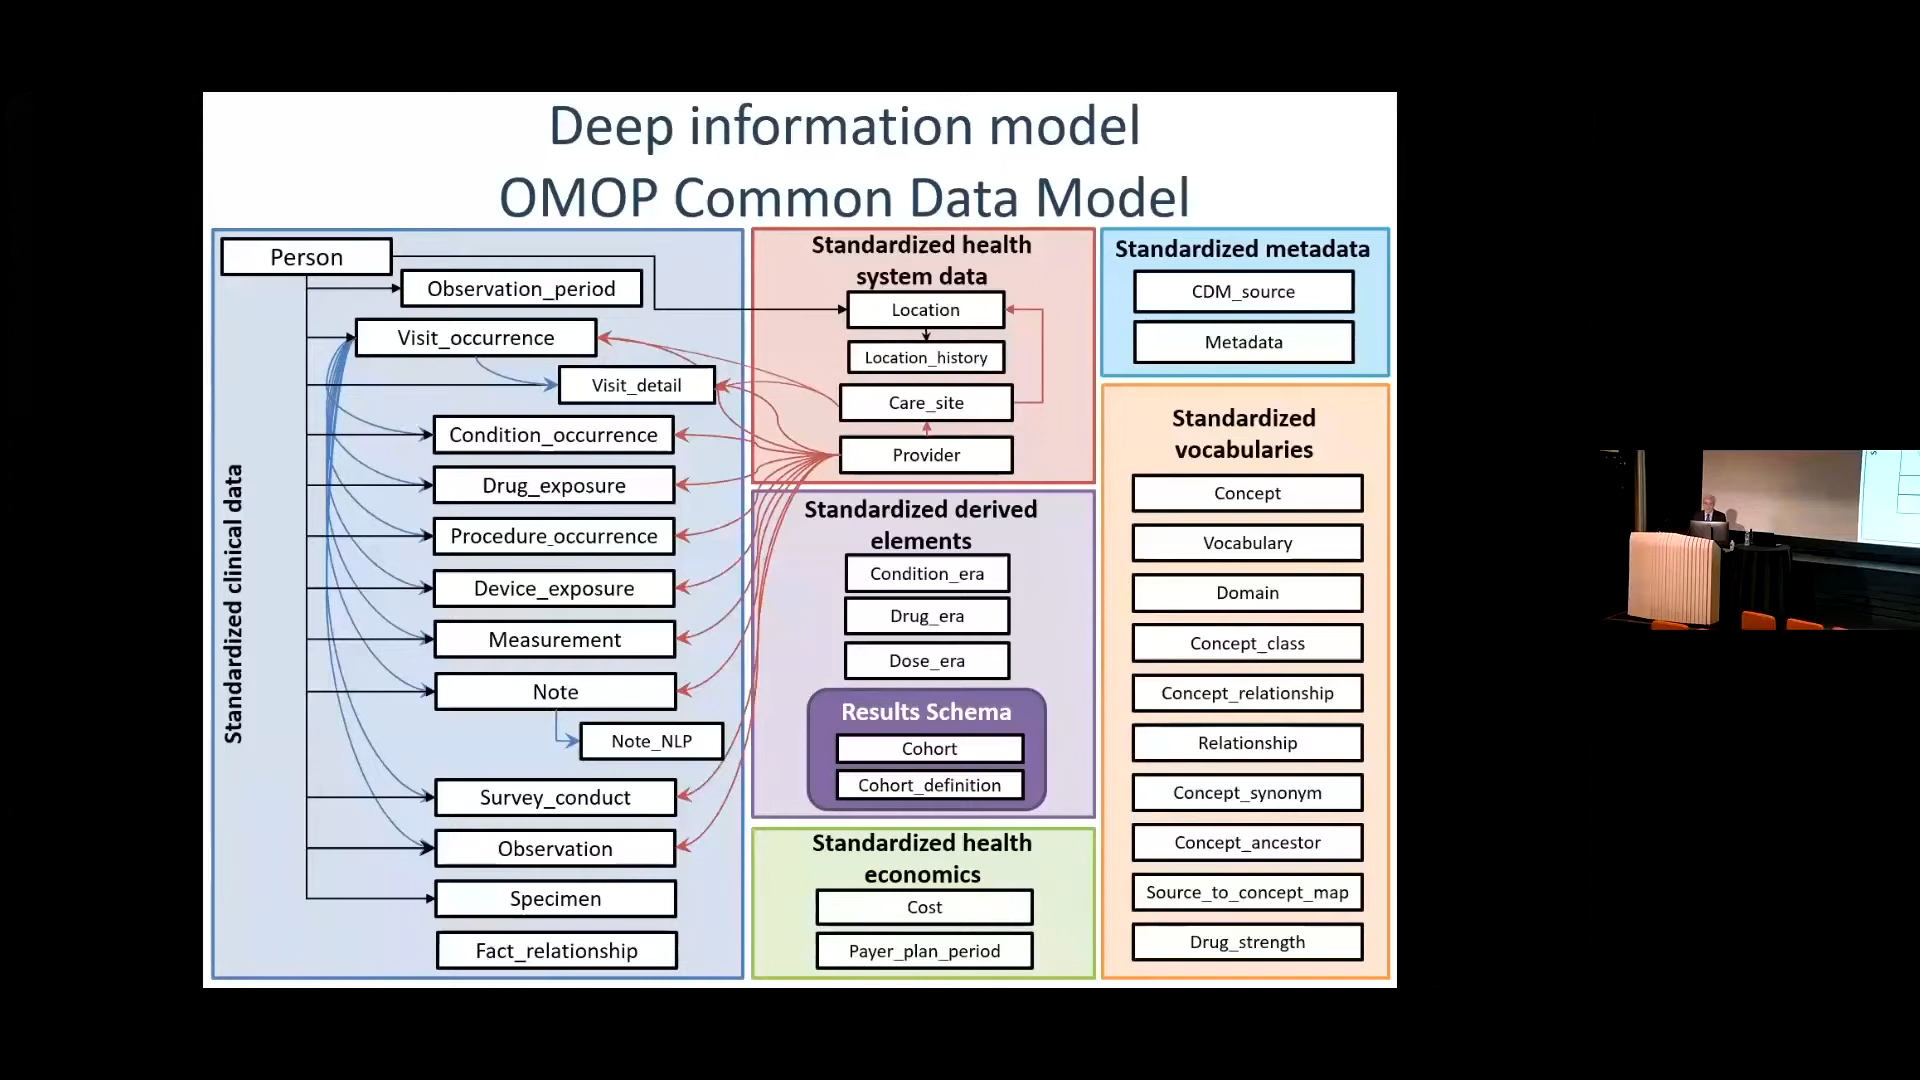 Deep information model
OMOP Common Data Model
Standardized clinical data
Person
Observation_period
Visit_occurrence
Visit_detail
Condition_occurrence
Drug_exposure
Procedure_occurrence
Device_exposure
Measurement
Note
Note_NLP
Survey_conduct
Observation
Specimen
Fact_relationship
Standardized health
system data
Location
Location_history
Care_site
Provider
Standardized derived
elements
Condition_era
Drug_era
Dose_era
Results Schema
Cohort
Cohort_definition
Standardized health
economics
Cost
Payer_plan_period
Standardized metadata
CDM_source
Metadata
Standardized
vocabularies
Concept
Vocabulary
Domain
Concept_class
Concept_relationship
Relationship
Concept_synonym
Concept_ancestor
Source_to_concept_map
Drug_strength